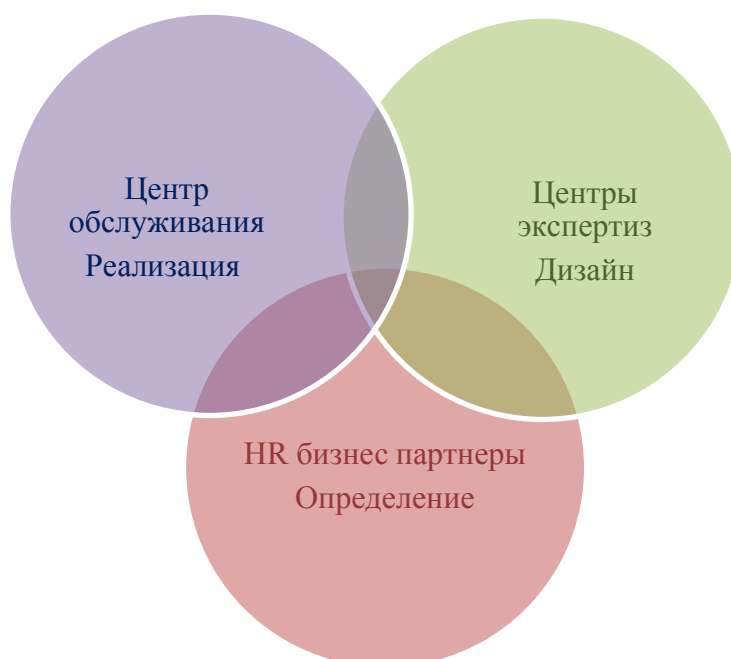 Центр
обслуживания
Реализация
Центры
экспертиз
Дизайн
HR бизнес партнеры
Определение